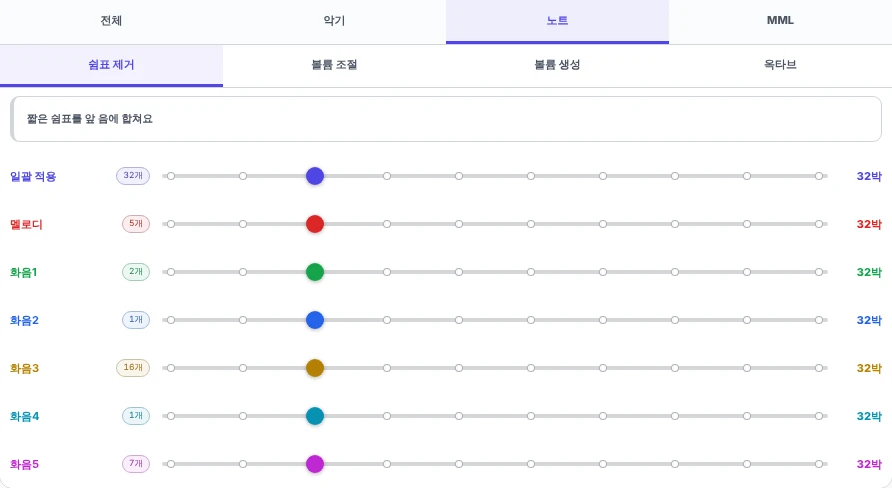 전체 악기 노트 MML
쉼표 제거 볼륨 조절 볼륨 생성 옥타브
짧은 쉼표를 앞 음에 합쳐요
일괄 적용 32개 32박
멜로디 5개 32박
화음1 2개 32박
화음2 1개 32박
화음3 16개 32박
화음4 1개 32박
화음5 7개 32박